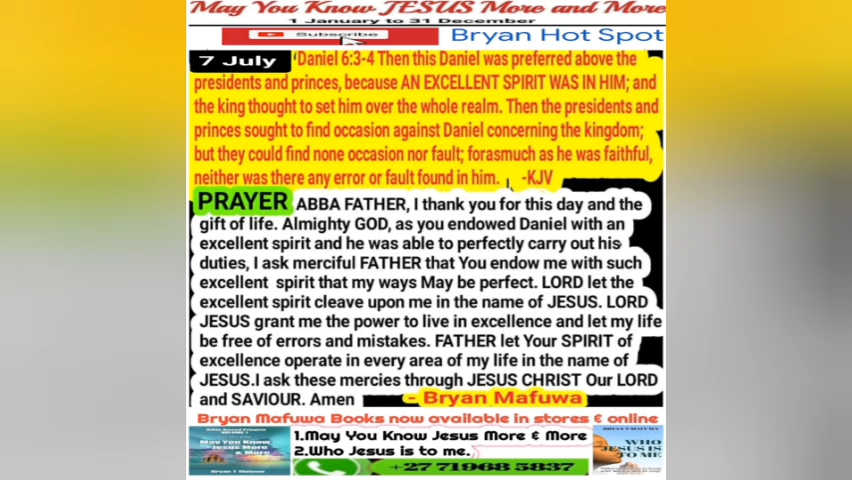 May You Know JESUS More and More
1 January to 31 December
Subscribe
Bryan Hot Spot
7 July
'Daniel 6:3-4 Then this Daniel was preferred above the
presidents and princes, because AN EXCELLENT SPIRIT WAS IN HIM; and
the king thought to set him over the whole realm. Then the presidents and
princes sought to find occasion against Daniel concerning the kingdom;
but they could find none occasion nor fault; forasmuch as he was faithful,
neither was there any error or fault found in him. -KJV
PRAYER ABBA FATHER, I thank you for this day and the
gift of life. Almighty GOD, as you endowed Daniel with an
excellent spirit and he was able to perfectly carry out his
duties, I ask merciful FATHER that You endow me with such
excellent spirit that my ways May be perfect. LORD let the
excellent spirit cleave upon me in the name of JESUS. LORD
JESUS grant me the power to live in excellence and let my life
be free of errors and mistakes. FATHER let Your SPIRIT of
excellence operate in every area of my life in the name of
JESUS.I ask these mercies through JESUS CHRIST Our LORD
and SAVIOUR. Amen - Bryan Mafuwa
Bryan Mafuwa Books now available in stores & online
May You Know
Jesus More
& More
Bryan T Mafuwa
1.May You Know Jesus More & More
2.Who Jesus is to me.
+27 71968 5837
BRYAN T MAFUWA
WHO
JESUS IS
TO ME